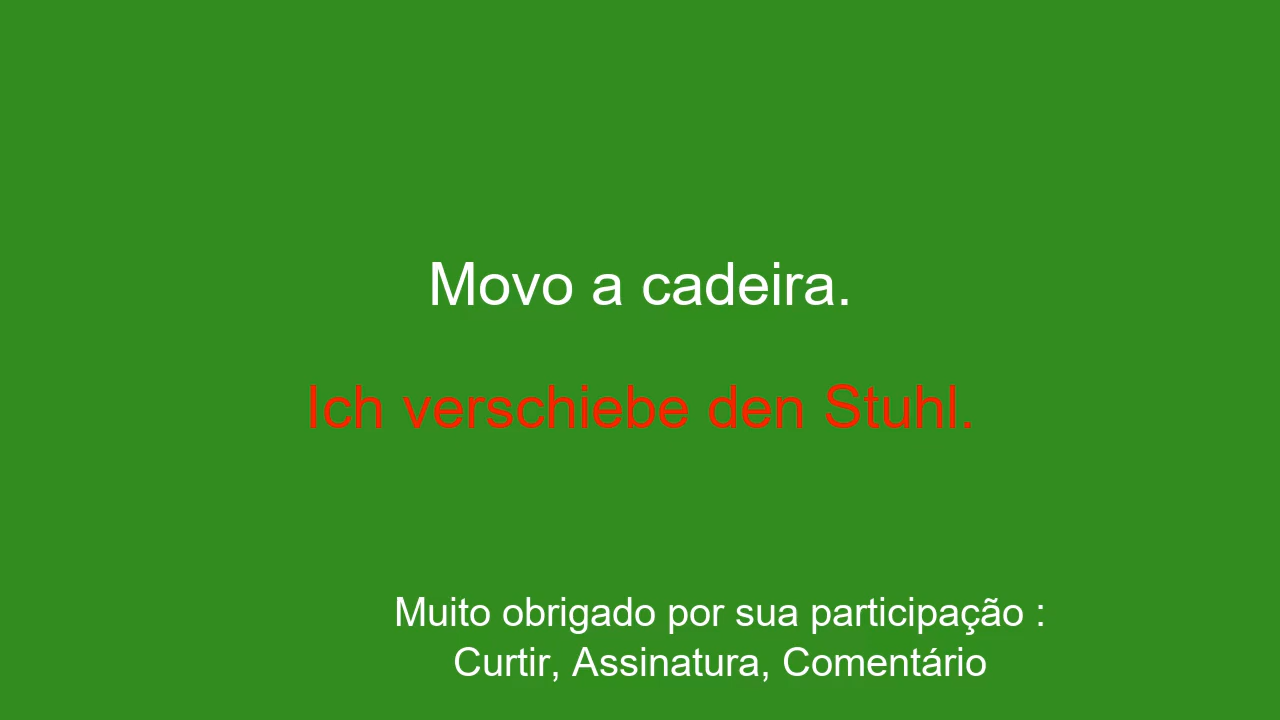 Movo a cadeira.
Ich verschiebe den Stuhl.
Muito obrigado por sua participação :
Curtir, Assinatura, Comentário